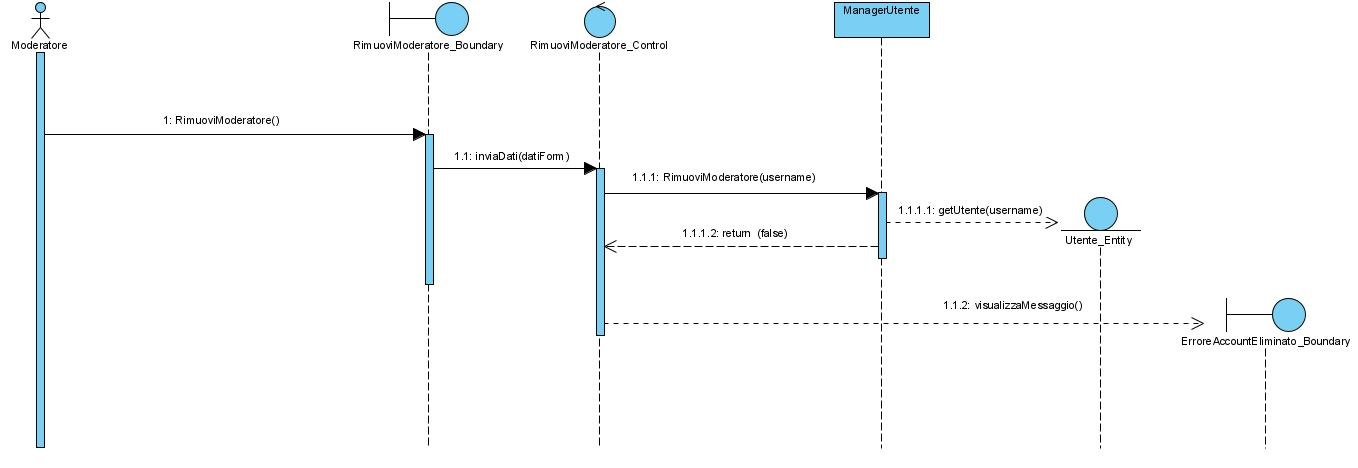 ManagerUtente
Moderatore
RimuoviModeratore_Boundary
RimuoviModeratore_Control
1: RimuoviModeratore()
1.1: inviaDati(datiForm)
1.1.1: RimuoviModeratore(username)
1.1.1.1: getUtente(username)
1.1.1.2: return (false)
Utente_Entity
1.1.2: visualizzaMessaggio()
ErroreAccountEliminato_Boundary